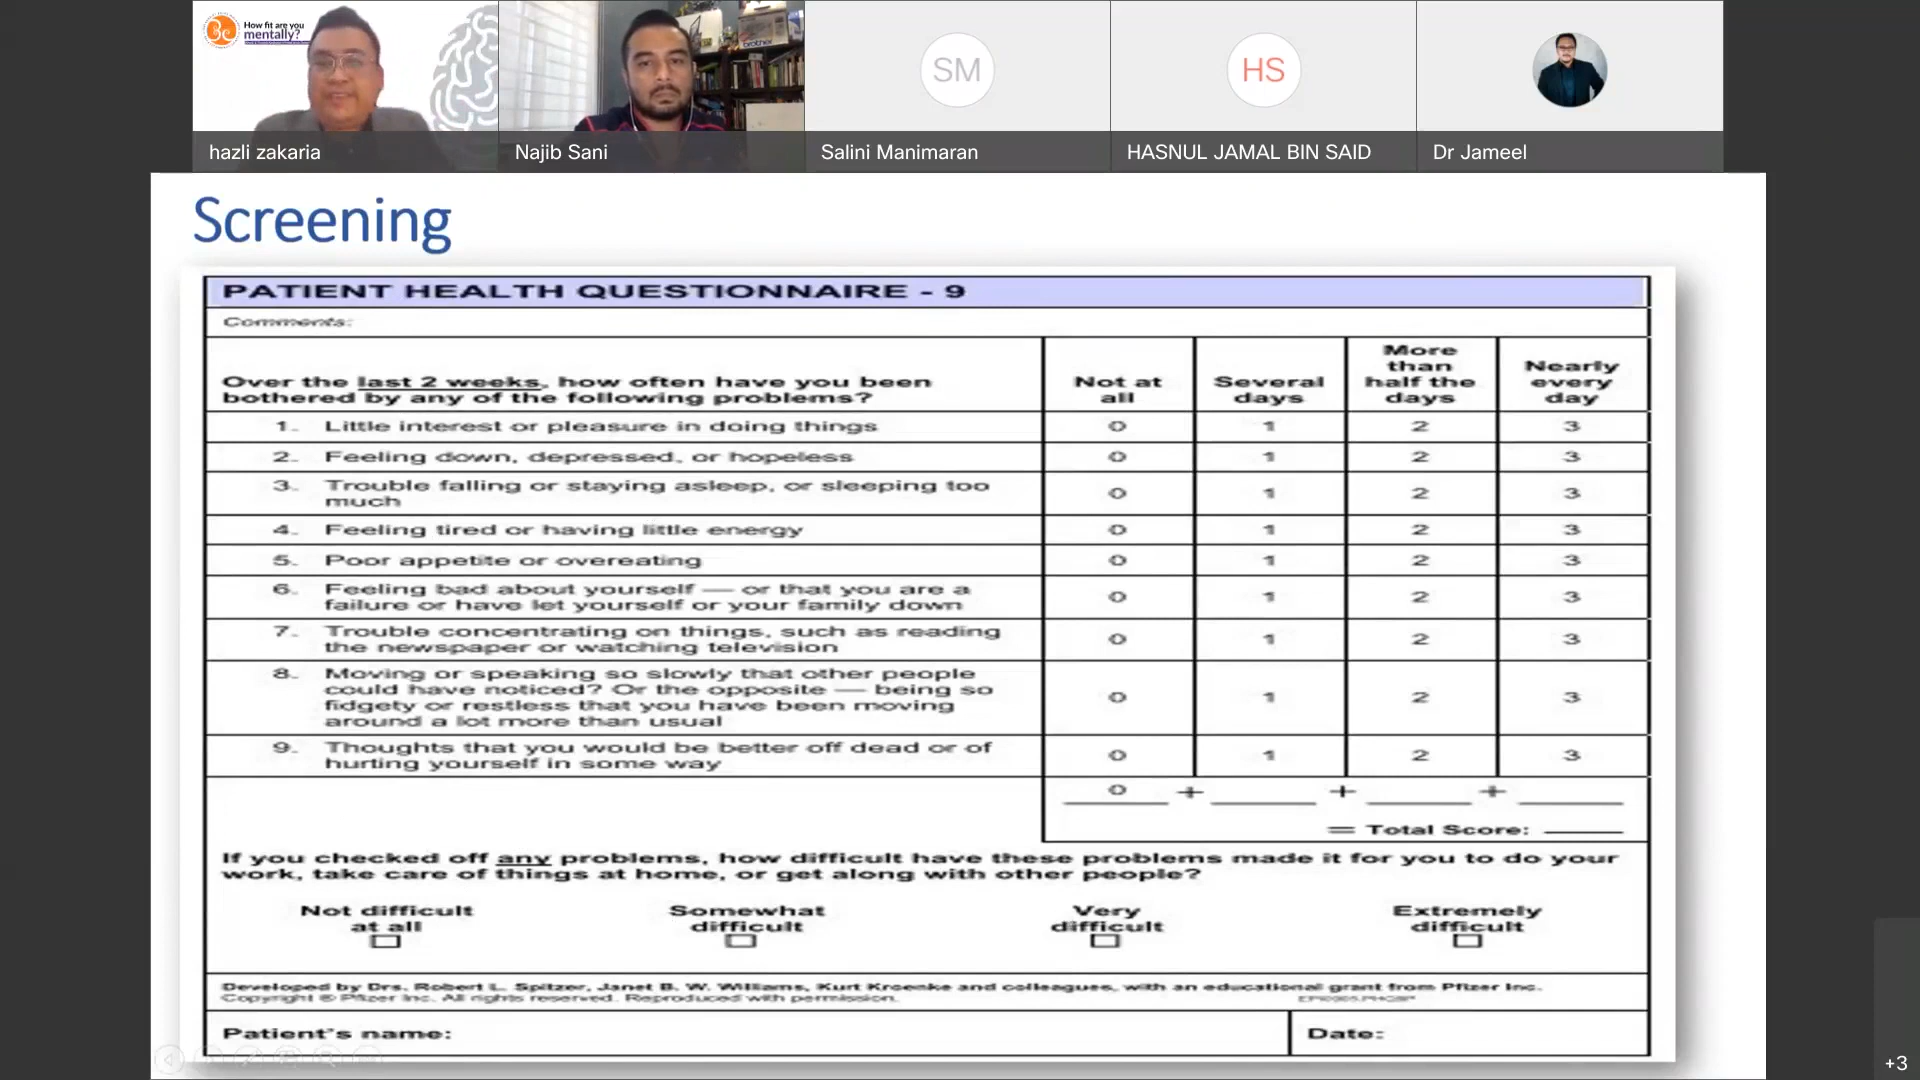 How fit are you
mentally?
brother
SM
HS
hazli zakaria
Najib Sani
Salini Manimaran
HASNUL JAMAL BIN SAID
Dr Jameel
Screening
PATIENT HEALTH QUESTIONNAIRE - 9
Comments:
Over the last 2 weeks, how often have you been
bothered by any of the following problems?
Not at
all
Several
days
More
than
half the
days
Nearly
every
day
1. Little interest or pleasure in doing things 0 1 2 3
2. Feeling down, depressed, or hopeless 0 1 2 3
3. Trouble falling or staying asleep, or sleeping too
much 0 1 2 3
4. Feeling tired or having little energy 0 1 2 3
5. Poor appetite or overeating 0 1 2 3
6. Feeling bad about yourself — or that you are a
failure or have let yourself or your family down 0 1 2 3
7. Trouble concentrating on things, such as reading
the newspaper or watching television 0 1 2 3
8. Moving or speaking so slowly that other people
could have noticed? Or the opposite — being so
fidgety or restless that you have been moving
around a lot more than usual 0 1 2 3
9. Thoughts that you would be better off dead or of
hurting yourself in some way 0 1 2 3
0 + + +
= Total Score:
If you checked off any problems, how difficult have these problems made it for you to do your
work, take care of things at home, or get along with other people?
Not difficult
at all
Somewhat
difficult
Very
difficult
Extremely
difficult
Developed by Drs. Robert L. Spitzer, Janet B. W. Williams, Kurt Kroenke and colleagues, with an educational grant from Pfizer Inc.
Copyright © Pfizer Inc. All rights reserved. Reproduced with permission.
Patient's name:
Date:
+3